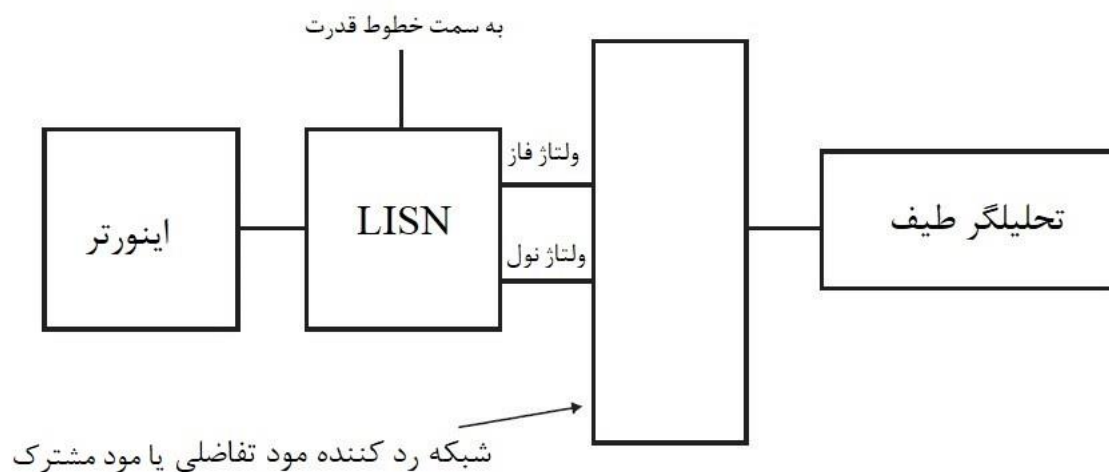 به سمت خطوط قدرت
اینورتر
LISN
ولتاژ فاز
ولتاژ نول
تحلیلگر طیف
شبکه رد کننده مود تفاضلی یا مود مشترک